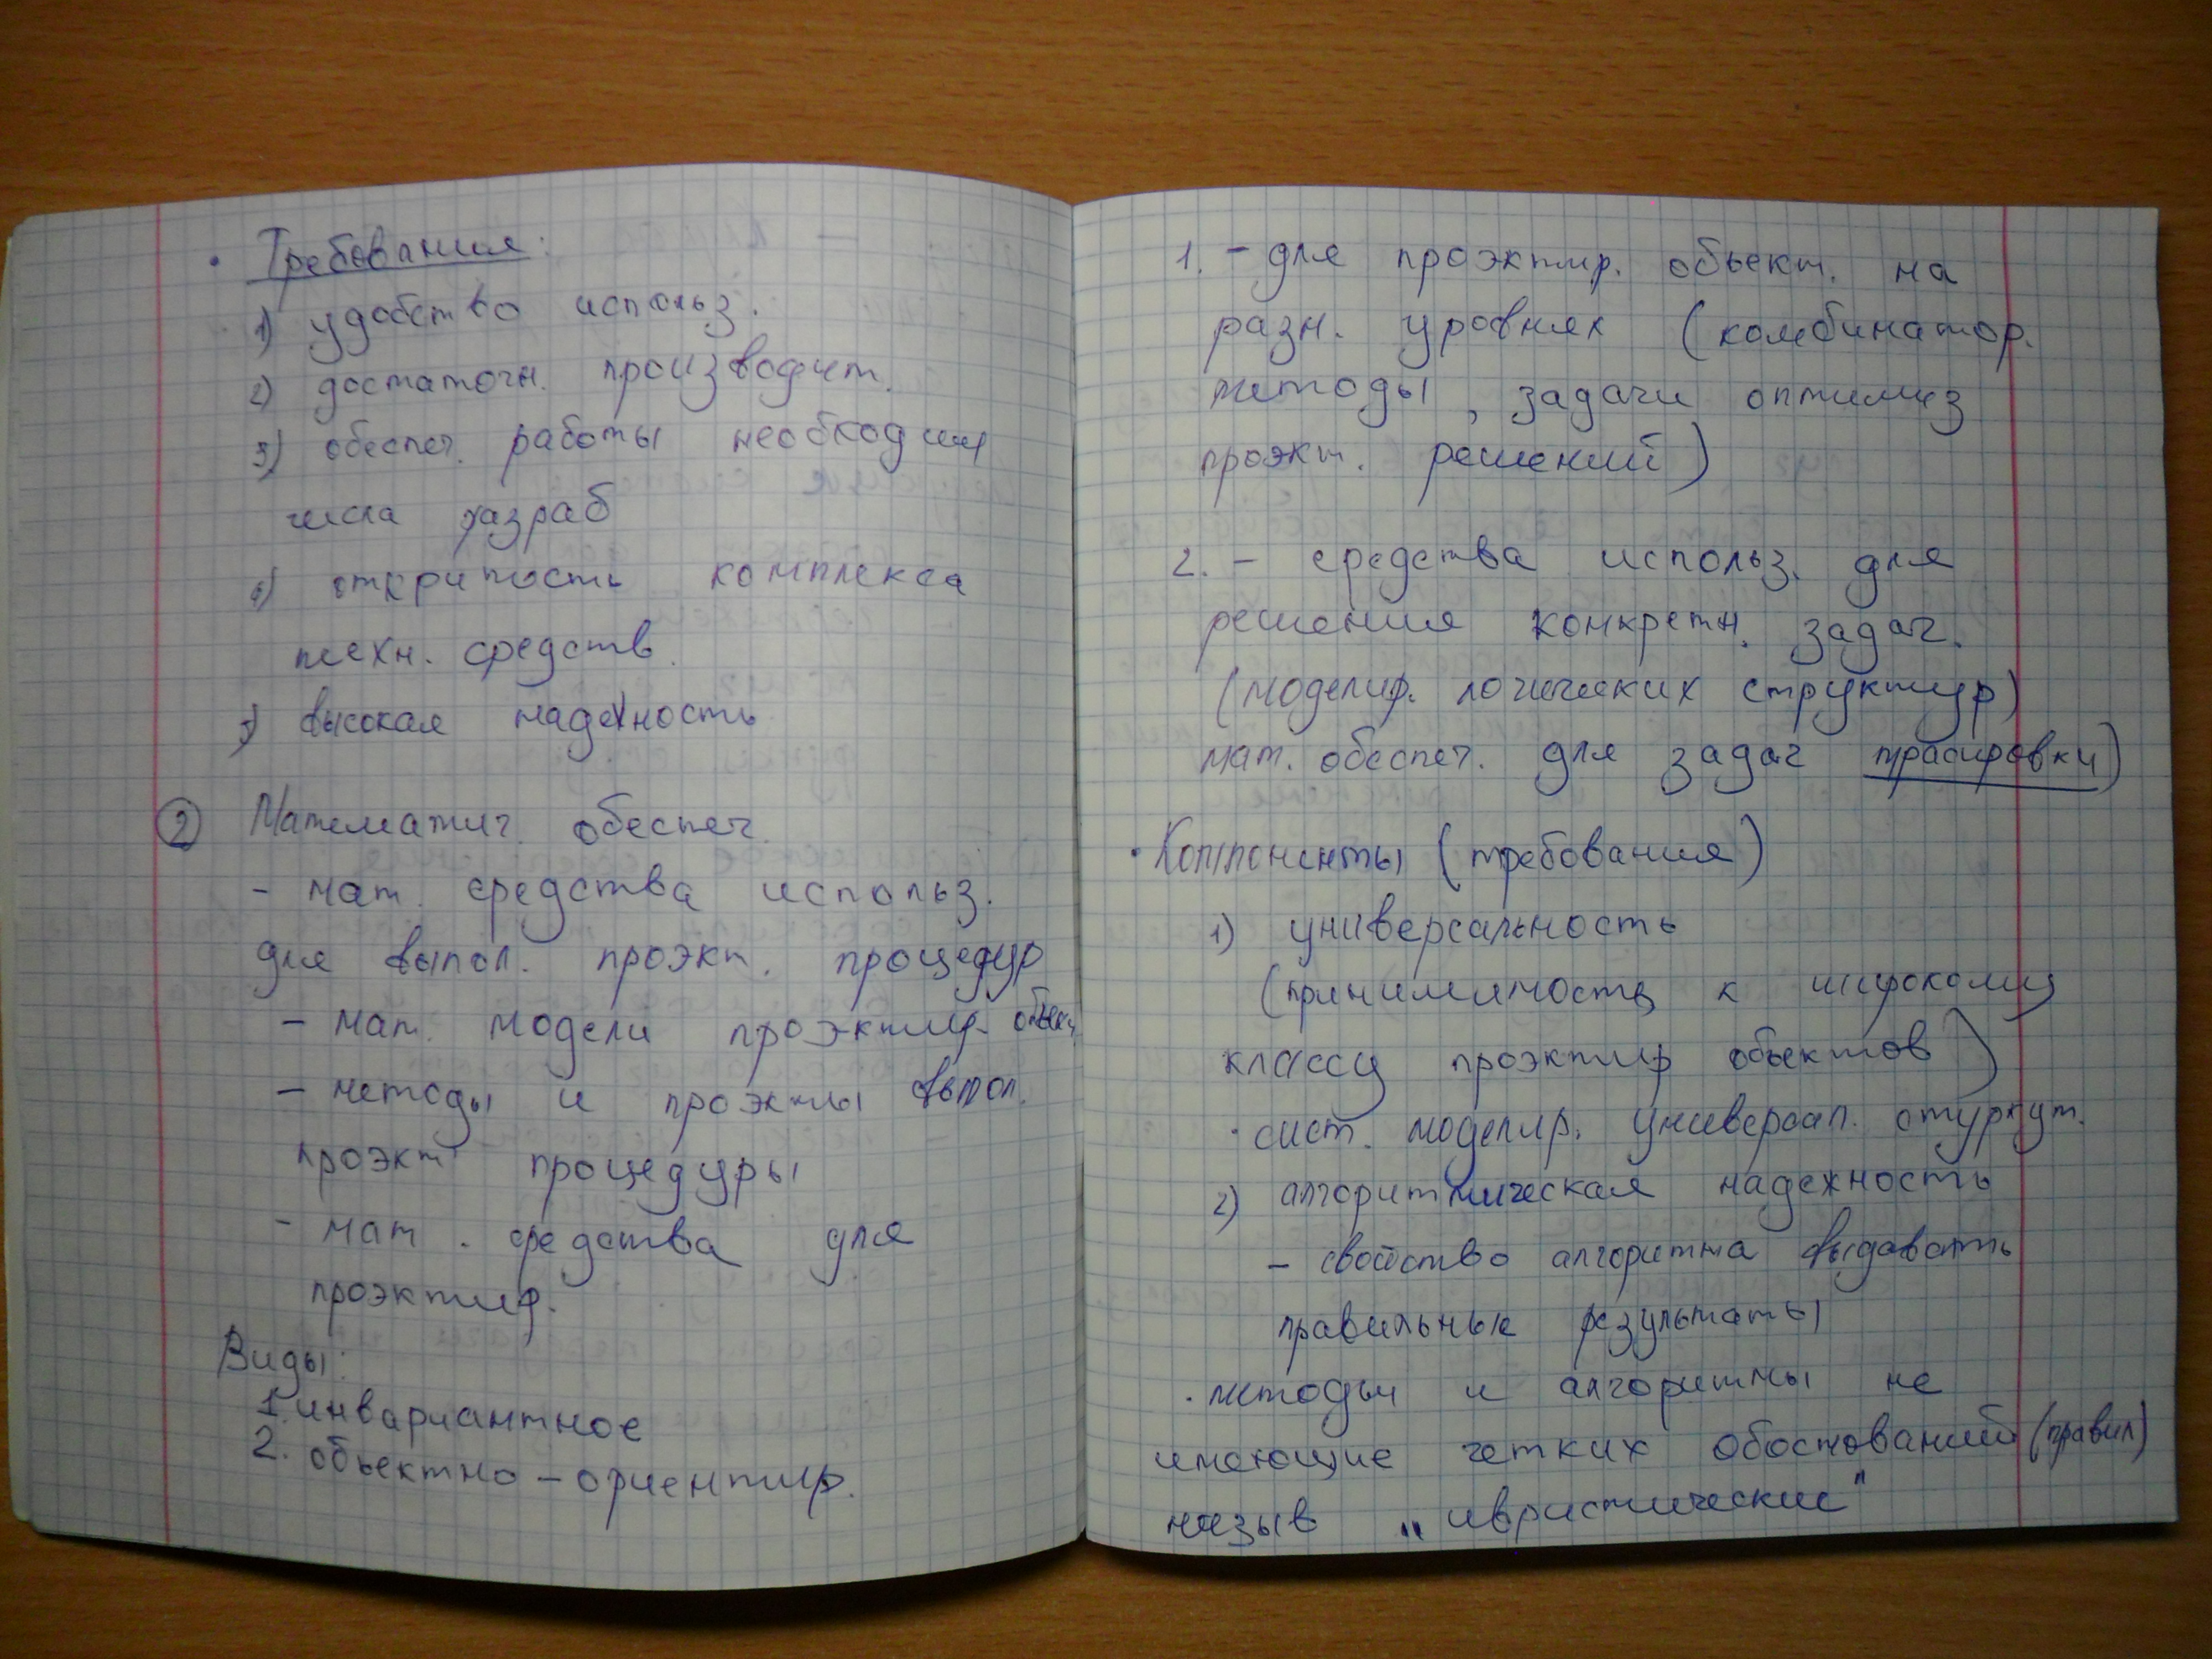 • Требования:
1) удобство использ.
2) достаточн. производит.
3) обеспеч. работы необходим
числа разраб
4) открытость комплекса
техн. средств.
5) высокая надежность
② Математич. обеспеч.
- мат. средства использ.
для выпол. проэкт. процедур
- мат. модели проэктир. объект
- методы и проэкты выпол.
проэкт процедуры
- мат. средства для
проэктир.
Виды:
1. инвариантное
2. обьектно - ориентир.
1. - для проэктир. обьект. на
разн. уровнях (комбинатор.
методы, задачи оптимиз
проэкт. решений)
2. - средства использ. для
решения конкретн. задач.
(моделир. логических структур)
мат. обеспеч. для задач трасировки)
• Компоненты (требования)
1) универсальность
(принимимость к широкому
классу проэктир обьектов)
• сист. моделир. универсал.
2) алгоритмическая надежность
- свойство алгоритма выдавать
правильные результаты
• методы и алгоритмы не
имеющие четких обоснований (правил)
назыв „ивристические"